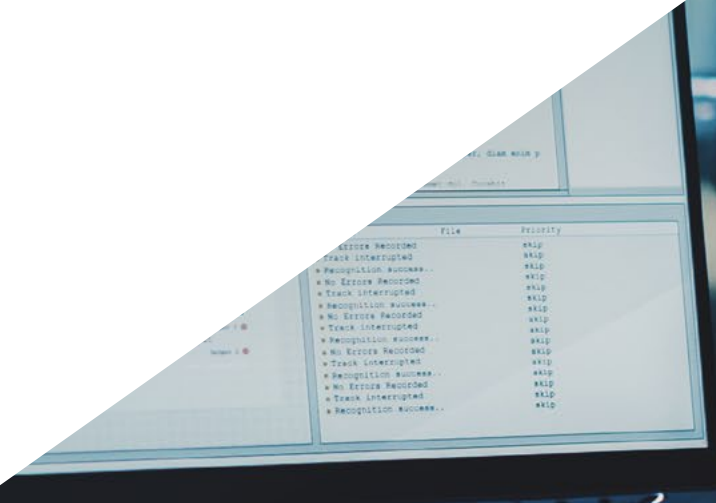 diam enim p
File Priority
Errors Recorded skip
Track interrupted skip
Recognition success.. skip
No Errors Recorded skip
Track interrupted skip
Recognition success.. skip
No Errors Recorded skip
Track interrupted skip
Recognition success.. skip
No Errors Recorded skip
Track interrupted skip
Recognition success.. skip
No Errors Recorded skip
Track interrupted skip
Recognition success.. skip